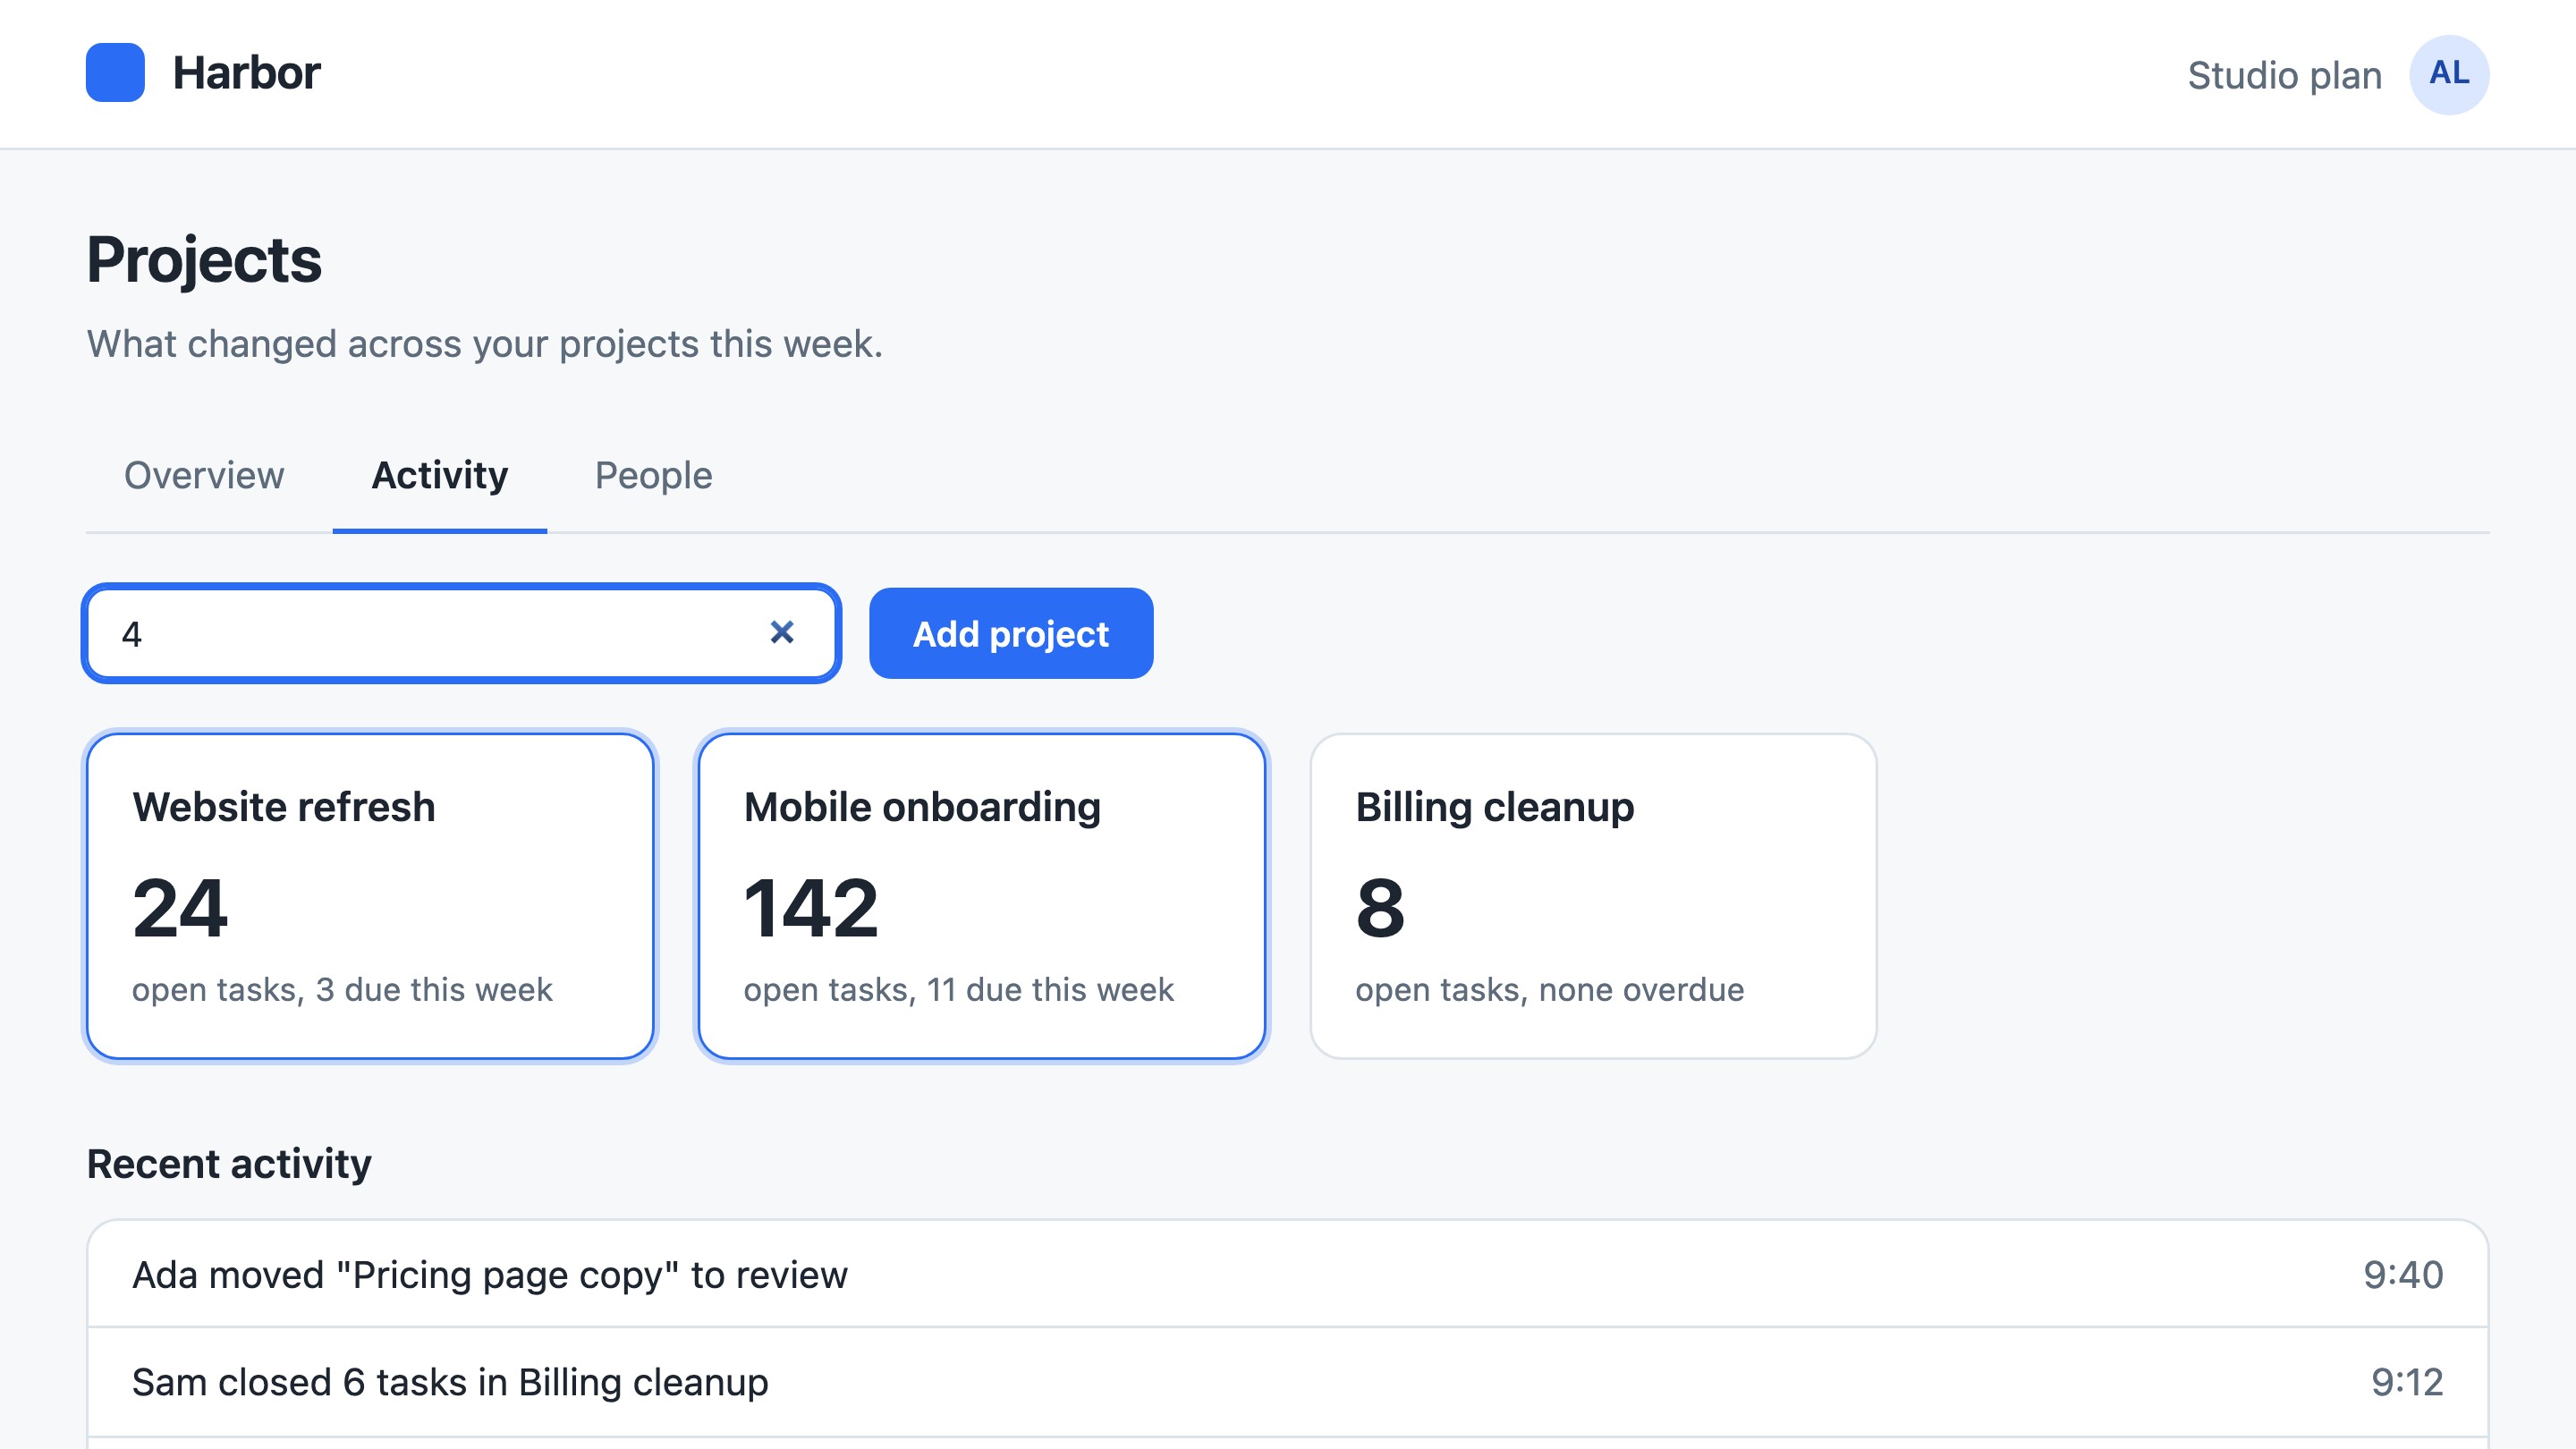 Harbor
Studio plan AL
Projects
What changed across your projects this week.
Overview Activity People
4 ✕ Add project
Website refresh
24
open tasks, 3 due this week
Mobile onboarding
142
open tasks, 11 due this week
Billing cleanup
8
open tasks, none overdue
Recent activity
Ada moved "Pricing page copy" to review 9:40
Sam closed 6 tasks in Billing cleanup 9:12